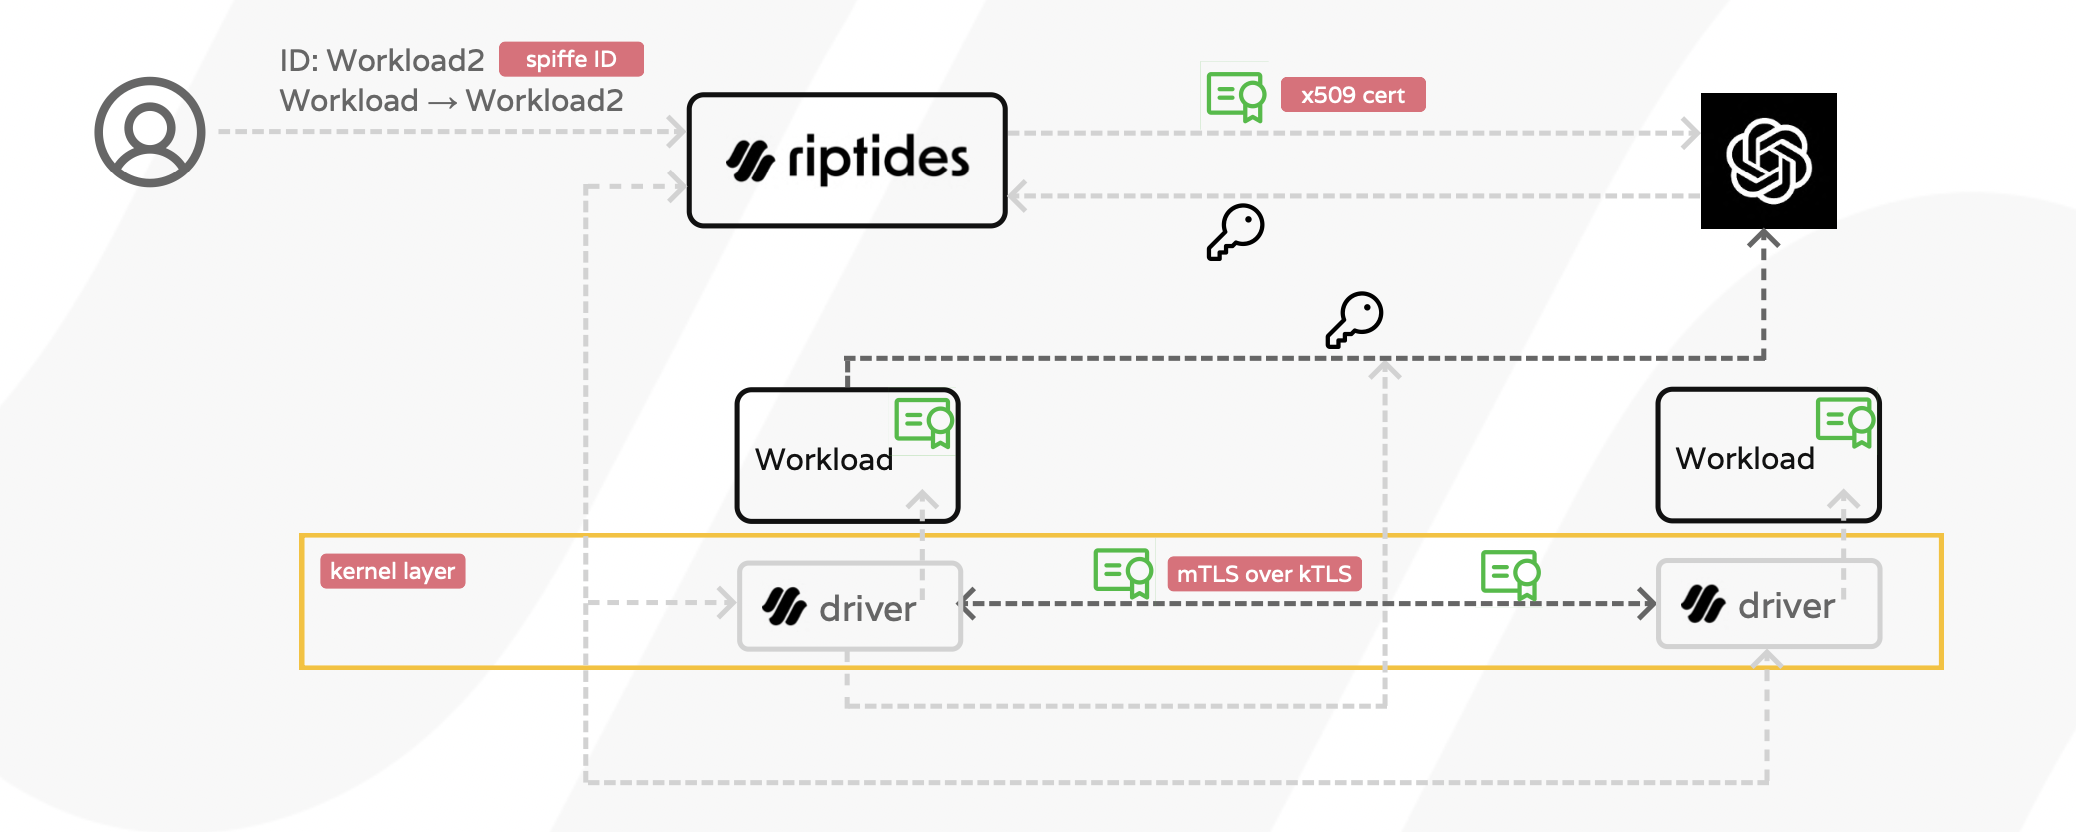 ID: Workload2 spiffe ID
Workload → Workload2
riptides
x509 cert
Workload
Workload
kernel layer
mTLS over kTLS
driver
driver